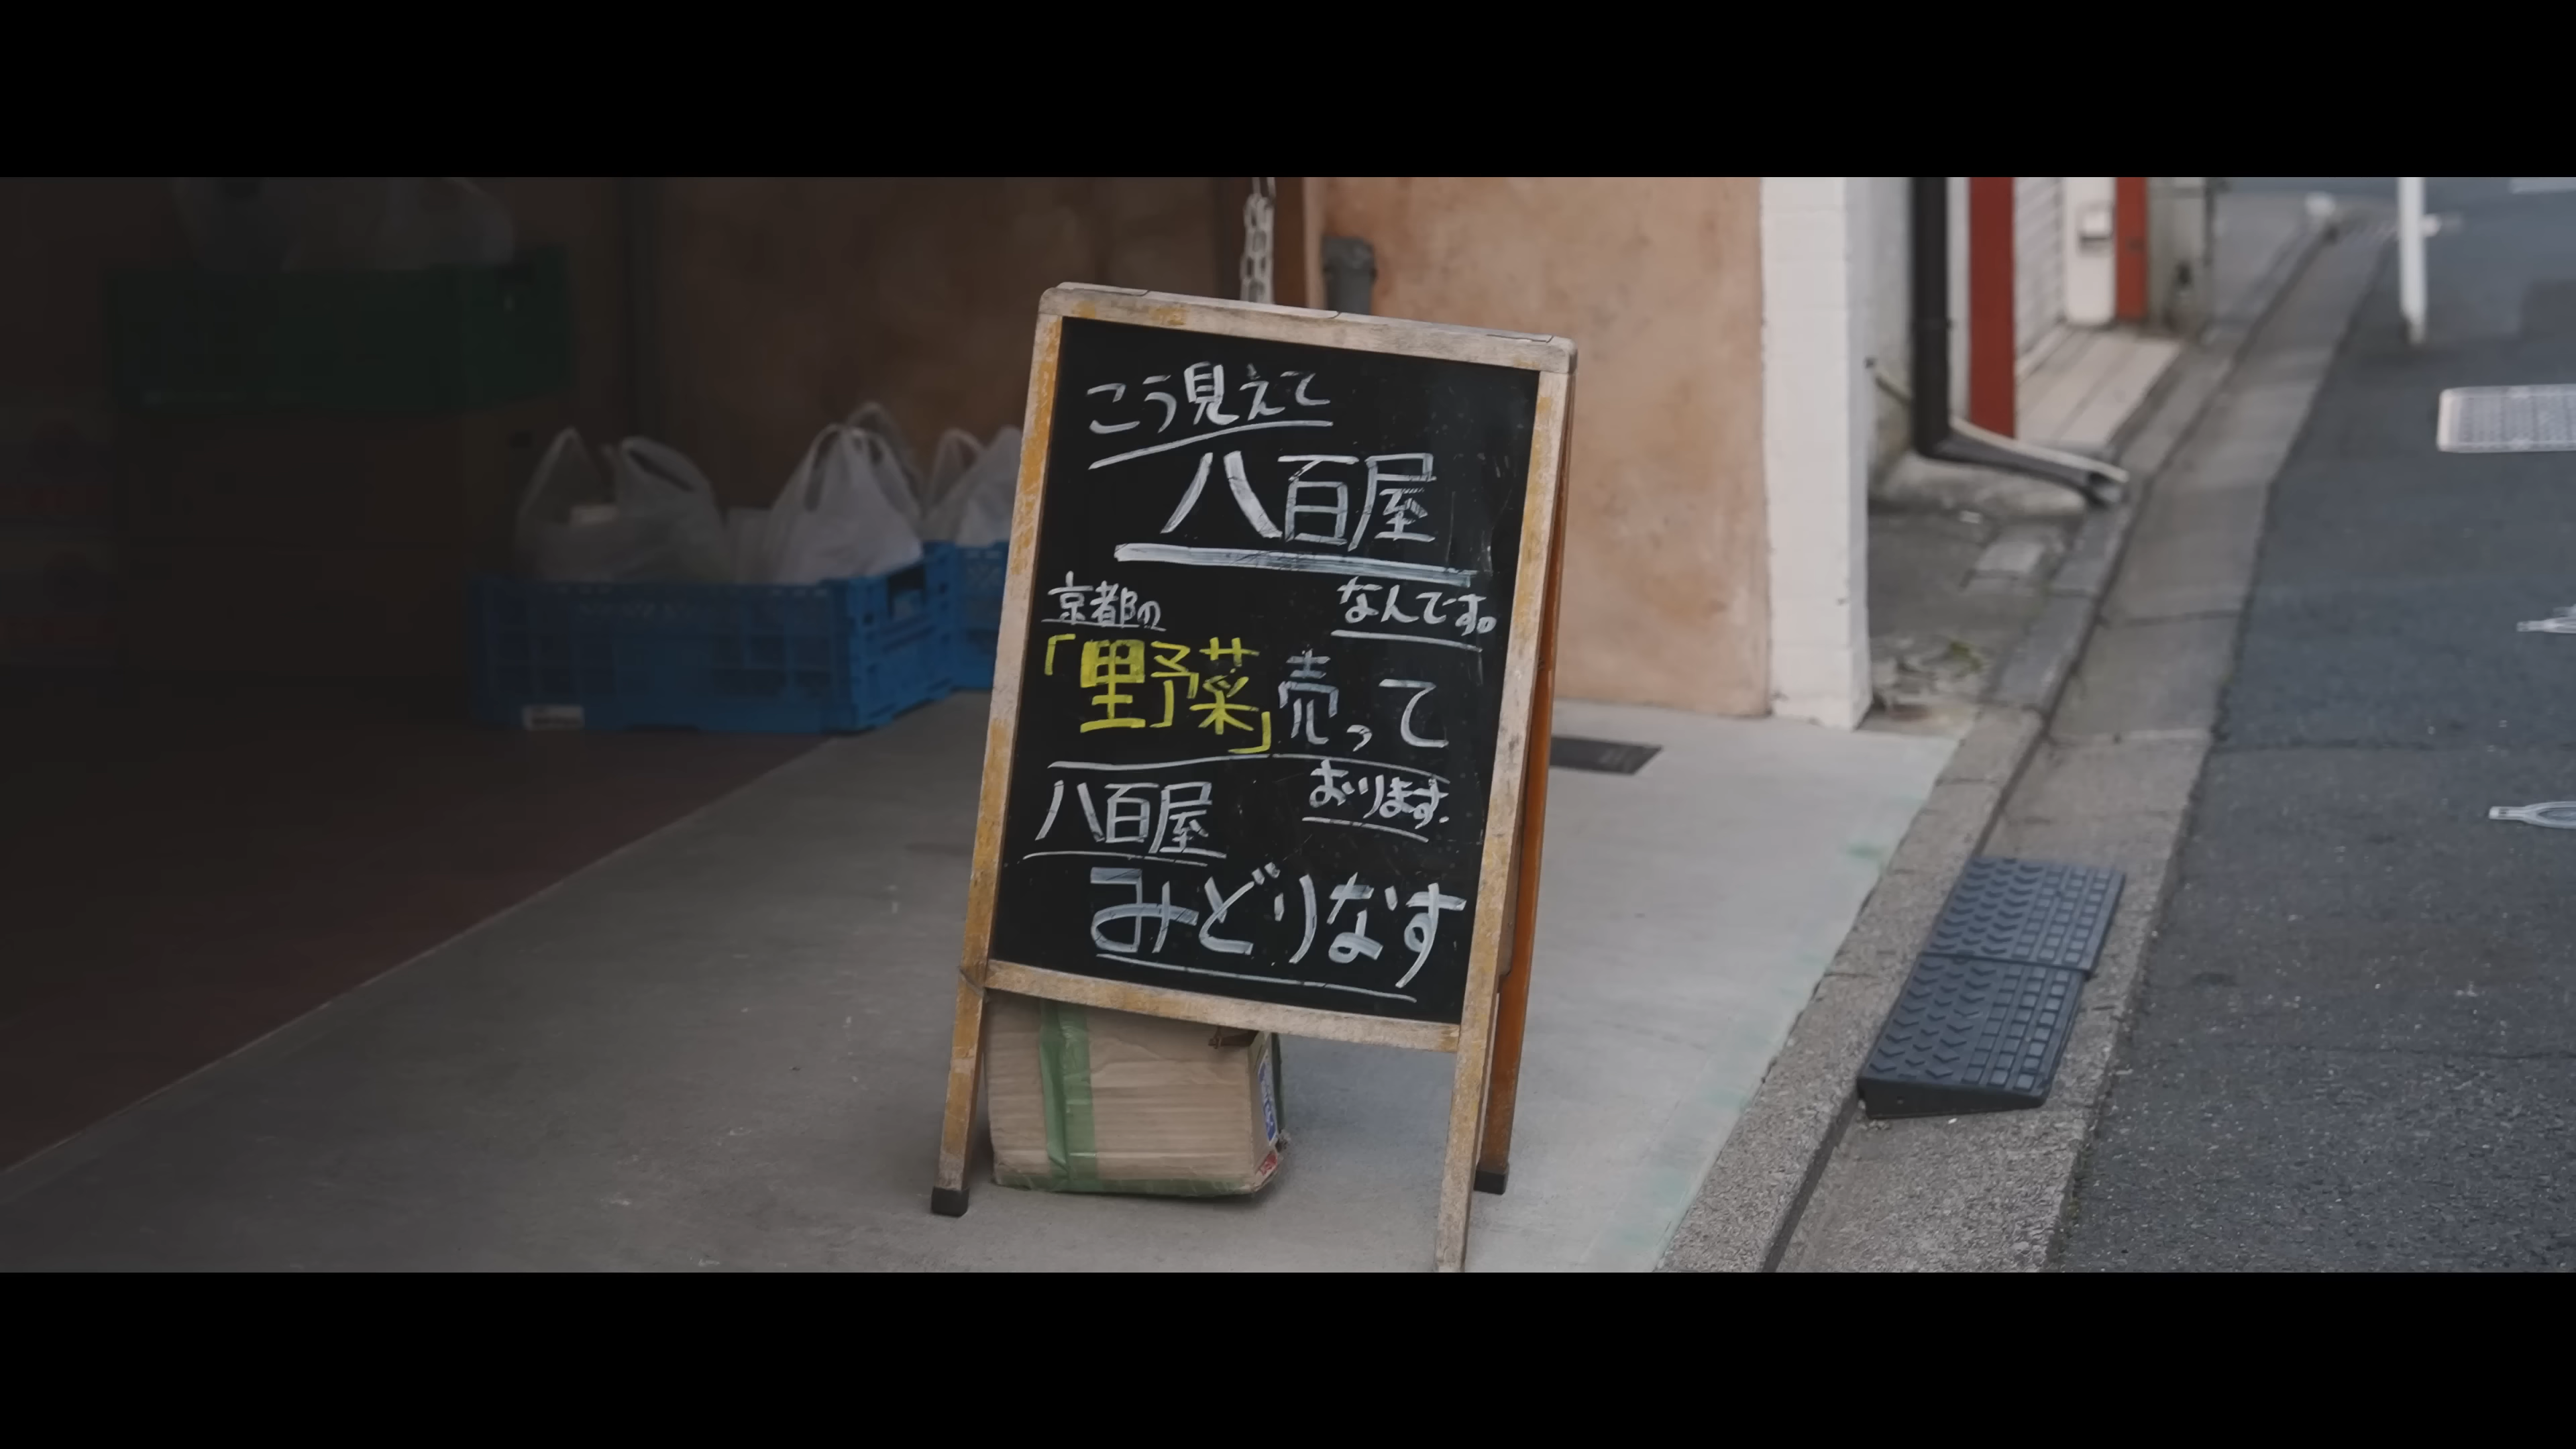 こう見えて
八百屋
なんです。
京都の
「野菜」売って
おります.
八百屋
みどりなす